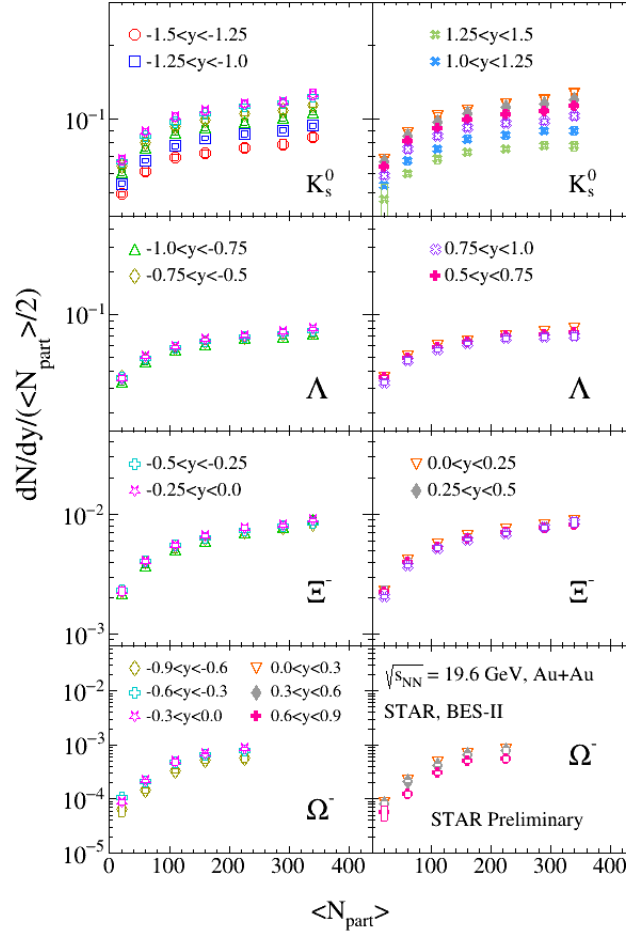 -1.5<y<-1.25
-1.25<y<-1.0
1.25<y<1.5
1.0<y<1.25
10⁻¹
K⁰ₛ
K⁰ₛ
-1.0<y<-0.75
-0.75<y<-0.5
0.75<y<1.0
0.5<y<0.75
10⁻¹
Λ
Λ
dN/dy/(<N_part>/2)
-0.5<y<-0.25
-0.25<y<0.0
0.0<y<0.25
0.25<y<0.5
10⁻²
Ξ⁻
Ξ⁻
10⁻³
-0.9<y<-0.6
-0.6<y<-0.3
-0.3<y<0.0
0.0<y<0.3
0.3<y<0.6
0.6<y<0.9
√s_NN = 19.6 GeV, Au+Au
STAR, BES-II
10⁻¹
10⁻²
10⁻³
10⁻⁴
10⁻⁵
Ω⁻
Ω⁻
STAR Preliminary
0 100 200 300 400
100 200 300 400
<N_part>